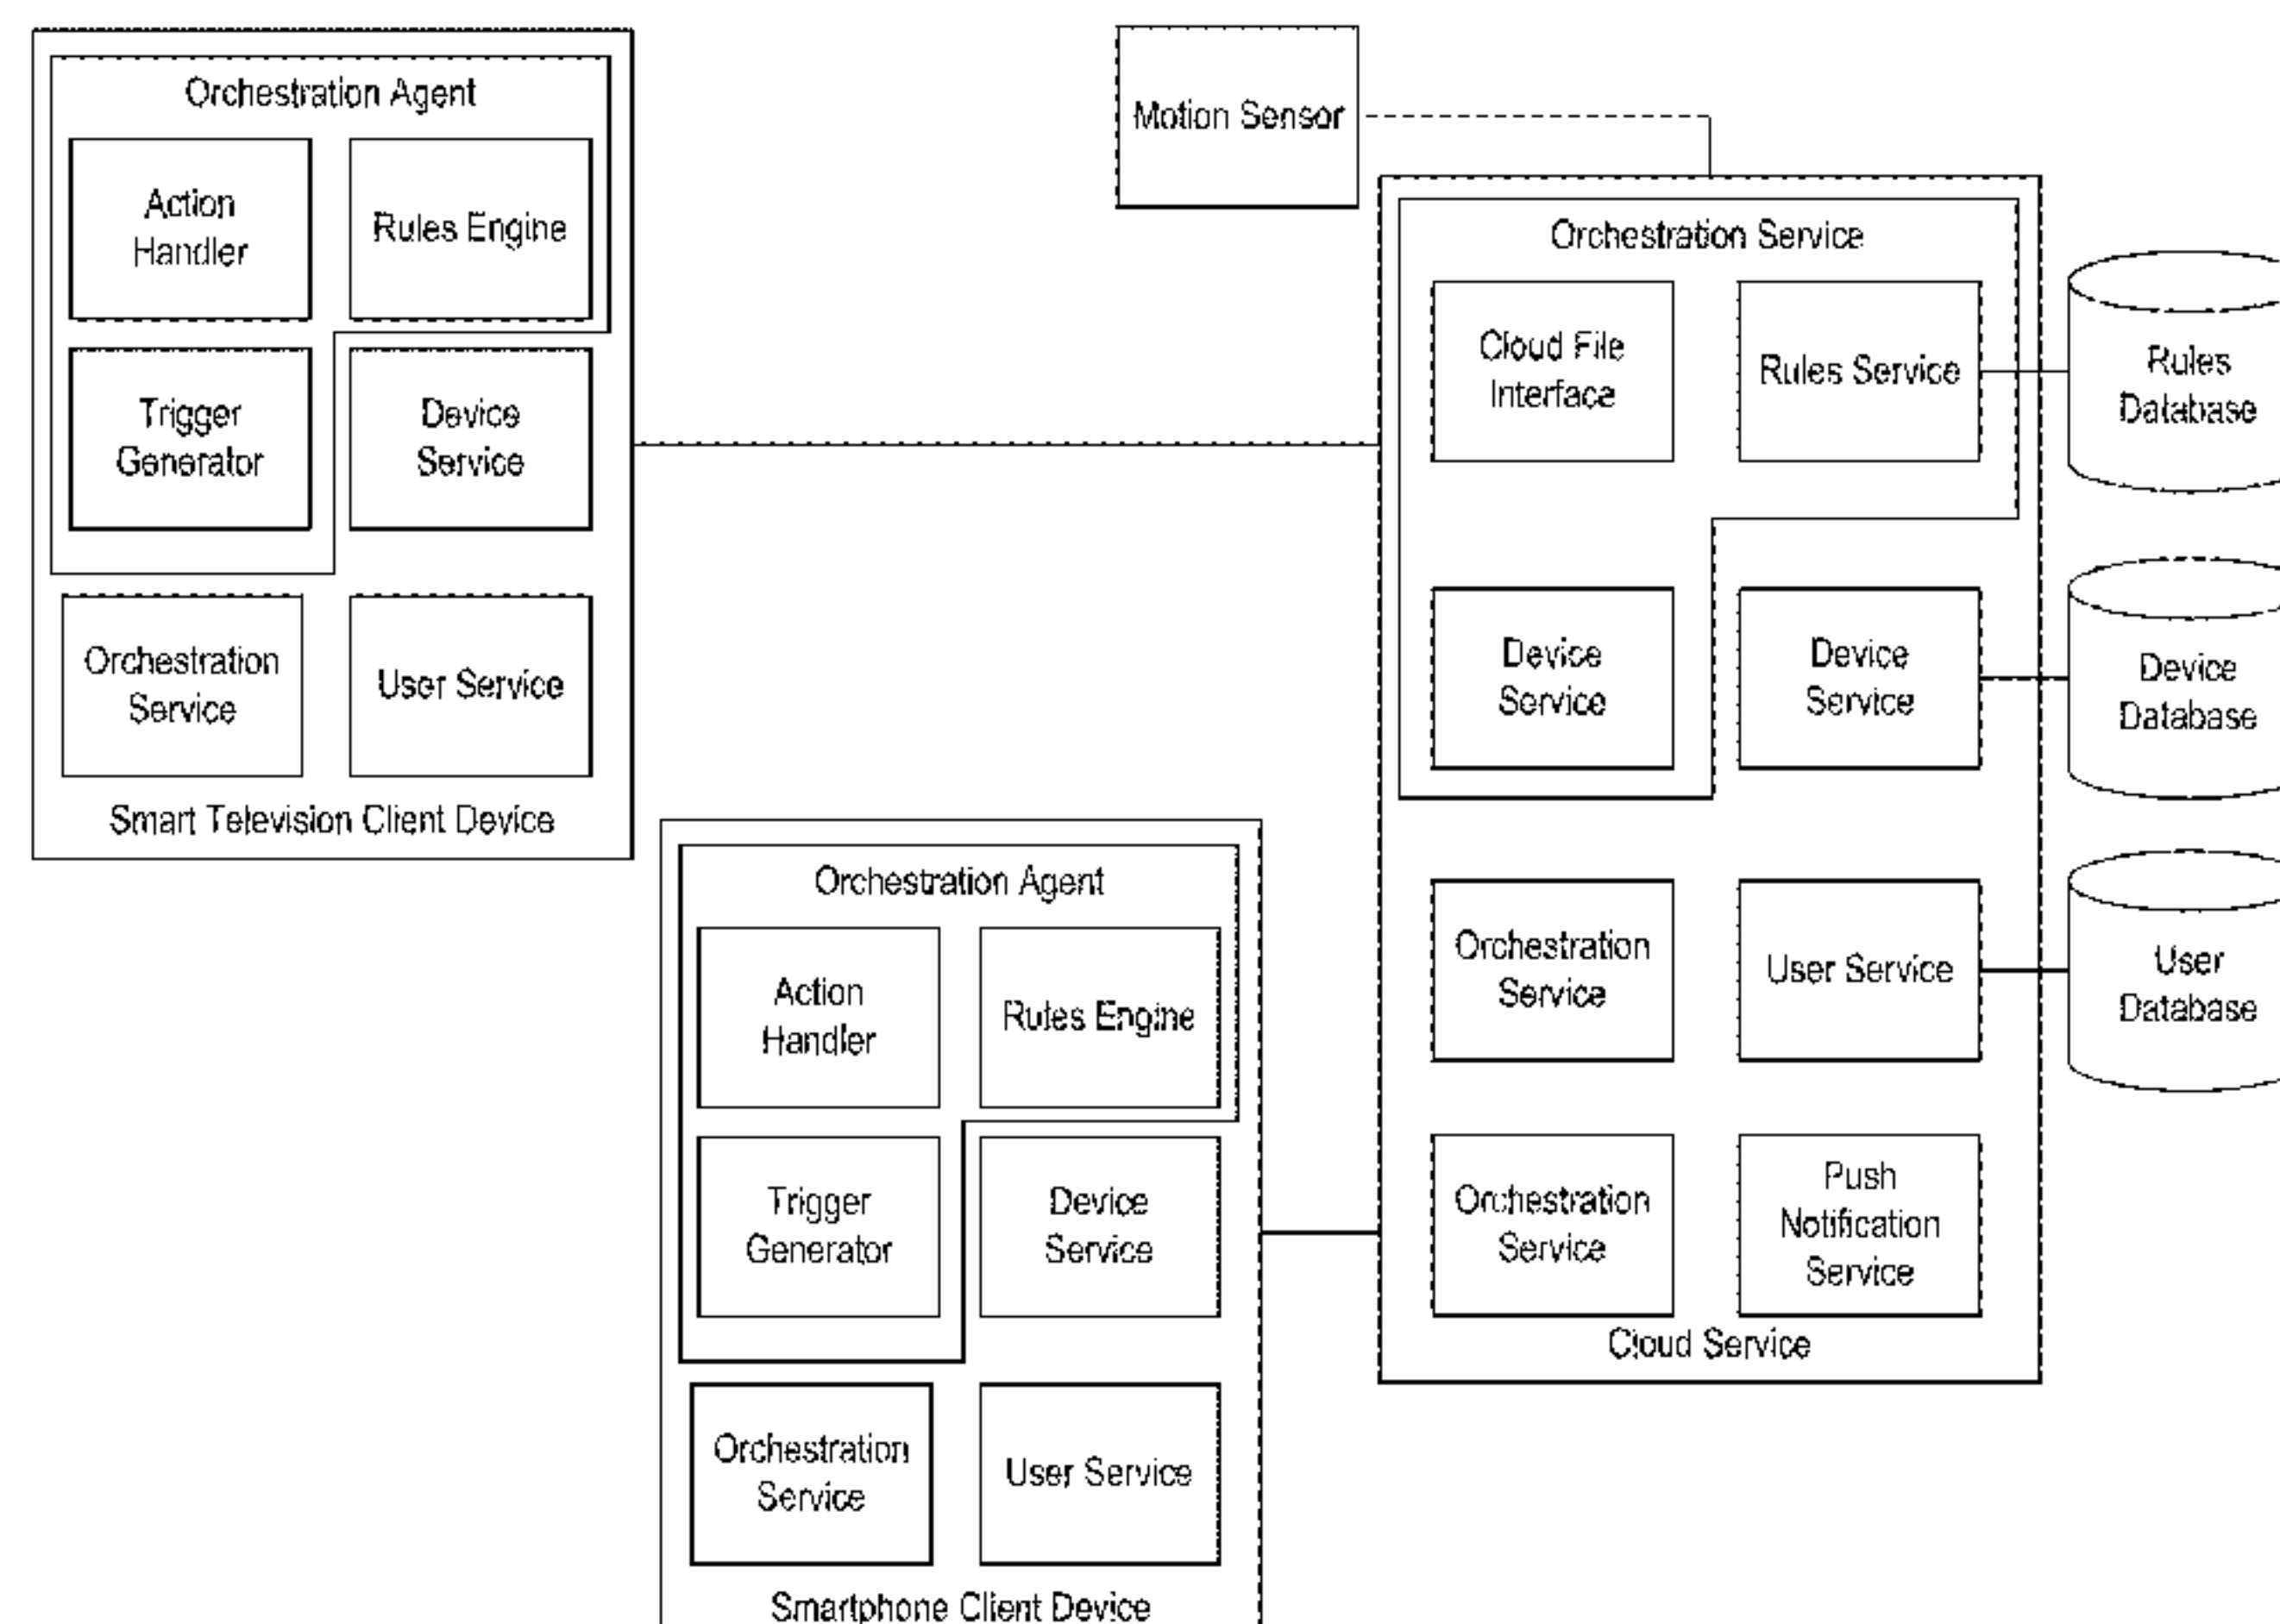 Orchestration Agent
Action
Handler
Rules Engine
Trigger
Generator
Device
Service
Orchestration
Service
User Service
Smart Television Client Device
Motion Sensor
Orchestration Service
Cloud File
Interface
Rules Service
Device
Service
Device
Service
Orchestration
Service
User Service
Orchestration
Service
Push
Notification
Service
Cloud Service
Rules
Database
Device
Database
User
Database
Orchestration Agent
Action
Handler
Rules Engine
Trigger
Generator
Device
Service
Orchestration
Service
User Service
Smartphone Client Device